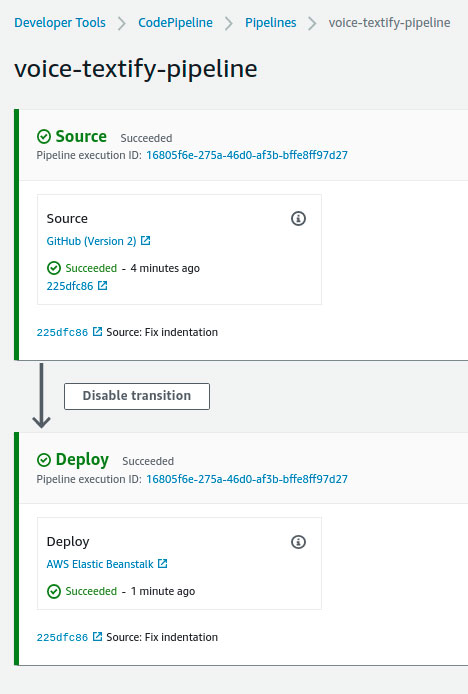 Developer Tools > CodePipeline > Pipelines > voice-textify-pipeline
voice-textify-pipeline
Source Succeeded
Pipeline execution ID: 16805f6e-275a-46d0-af3b-bffe8ff97d27
Source
GitHub (Version 2)
Succeeded - 4 minutes ago
225dfc86
225dfc86 Source: Fix indentation
Disable transition
Deploy Succeeded
Pipeline execution ID: 16805f6e-275a-46d0-af3b-bffe8ff97d27
Deploy
AWS Elastic Beanstalk
Succeeded - 1 minute ago
225dfc86 Source: Fix indentation